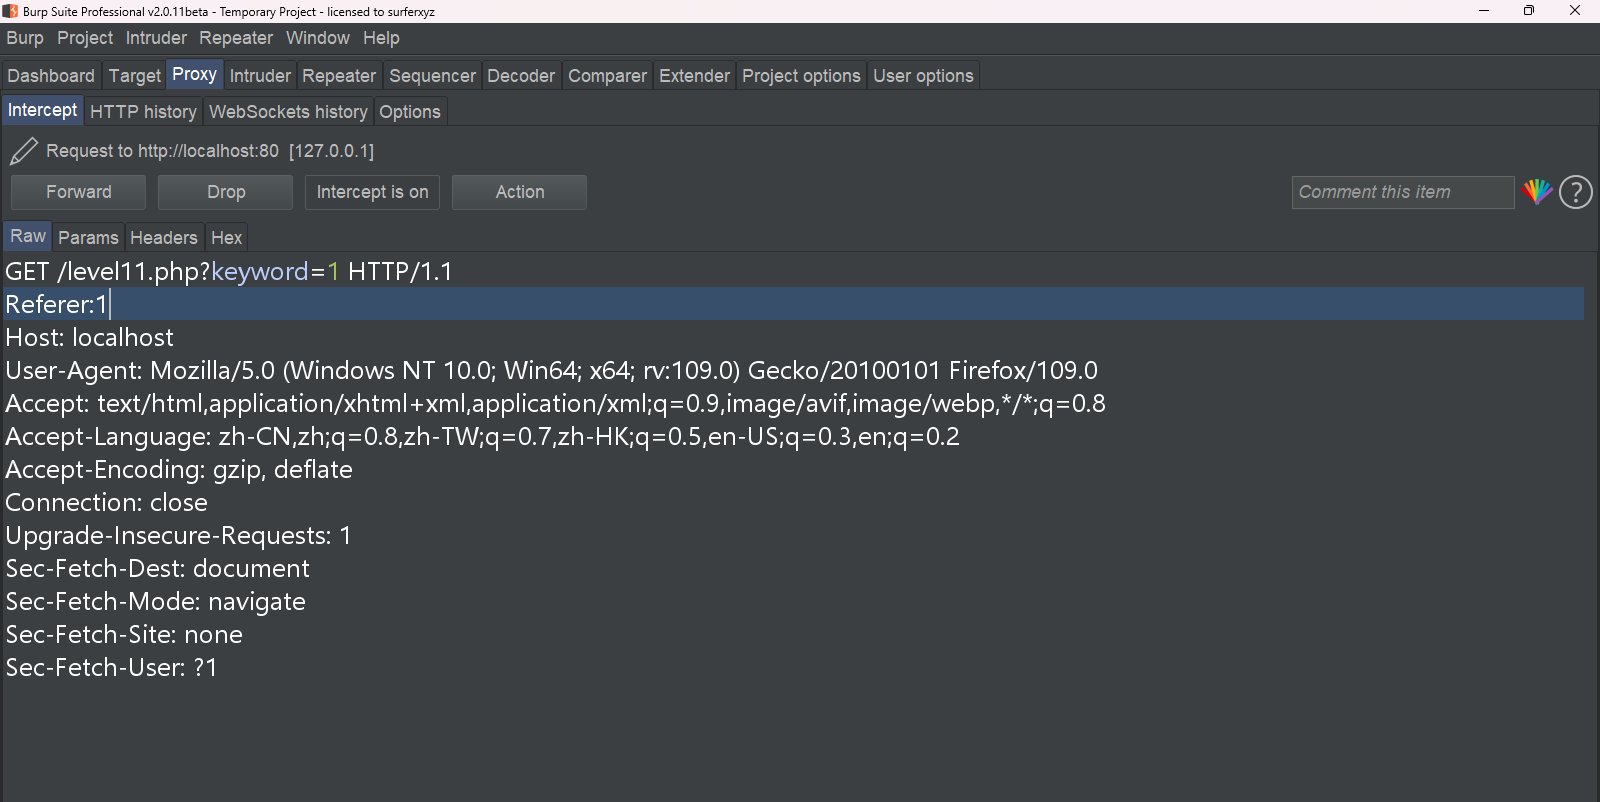 Burp Suite Professional v2.0.11beta - Temporary Project - licensed to surferxyz
Burp Project Intruder Repeater Window Help
Dashboard Target Proxy Intruder Repeater Sequencer Decoder Comparer Extender Project options User options
Intercept HTTP history WebSockets history Options
Request to http://localhost:80 [127.0.0.1]
Forward Drop Intercept is on Action Comment this item ?
Raw Params Headers Hex
GET /level11.php?keyword=1 HTTP/1.1
Referer:1
Host: localhost
User-Agent: Mozilla/5.0 (Windows NT 10.0; Win64; x64; rv:109.0) Gecko/20100101 Firefox/109.0
Accept: text/html,application/xhtml+xml,application/xml;q=0.9,image/avif,image/webp,*/*;q=0.8
Accept-Language: zh-CN,zh;q=0.8,zh-TW;q=0.7,zh-HK;q=0.5,en-US;q=0.3,en;q=0.2
Accept-Encoding: gzip, deflate
Connection: close
Upgrade-Insecure-Requests: 1
Sec-Fetch-Dest: document
Sec-Fetch-Mode: navigate
Sec-Fetch-Site: none
Sec-Fetch-User: ?1